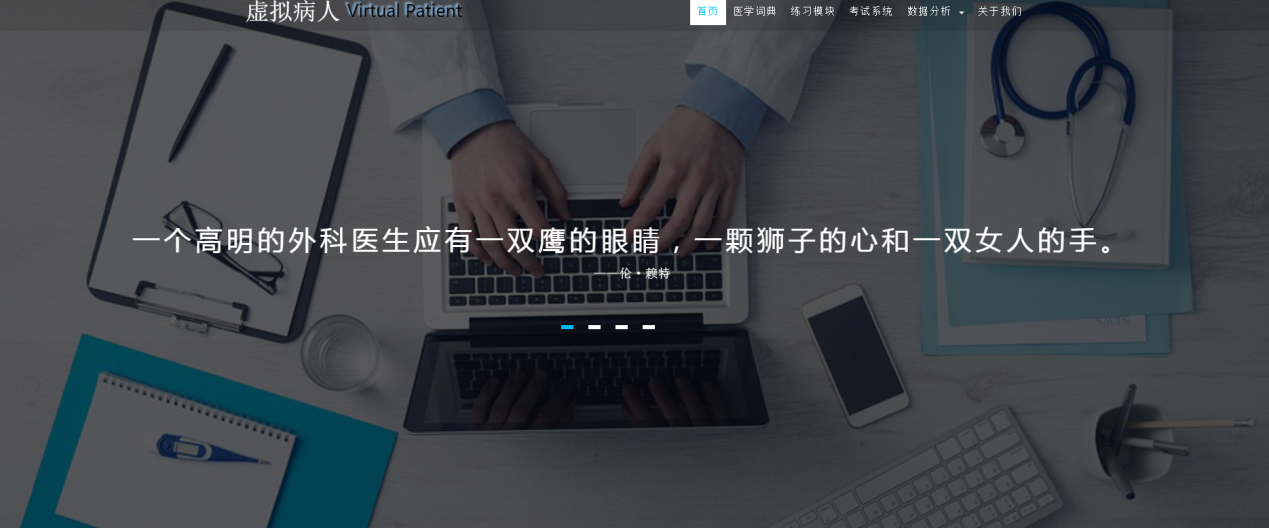 虚拟病人 Virtual Patient
首页 医学词典 练习模块 考试系统 数据分析 关于我们
一个高明的外科医生应有一双鹰的眼睛，一颗狮子的心和一双女人的手。
——伦·赖特